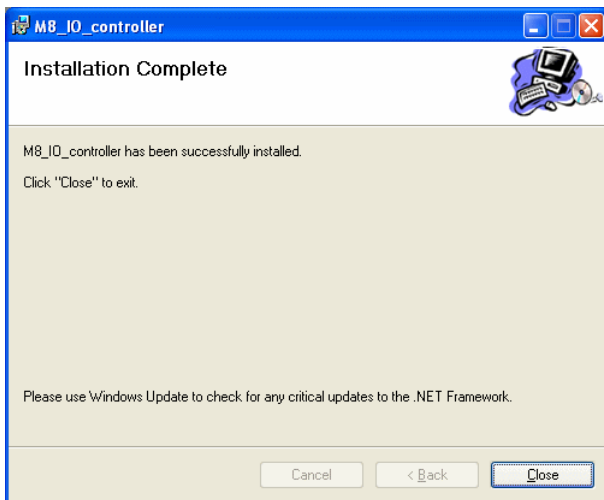 M8_IO_controller
Installation Complete
M8_IO_controller has been successfully installed.
Click "Close" to exit.
Please use Windows Update to check for any critical updates to the .NET Framework.
Cancel
< Back
Close